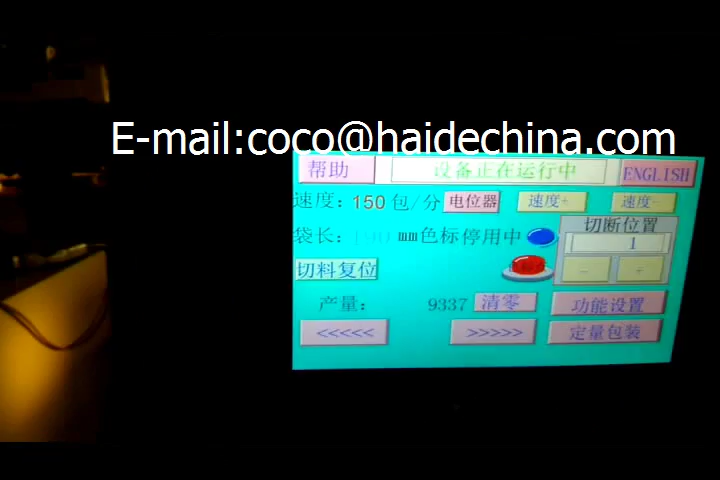 E-mail:coco@haidechina.com
帮助 设备正在运行中 ENGLISH
速度: 150 包/分 电位器 速度+ 速度-
切断位置
袋长: mm 色标停用中 1
切料复位 - +
产量: 9337 清零 功能设置
<<<<< >>>>> 定量包装